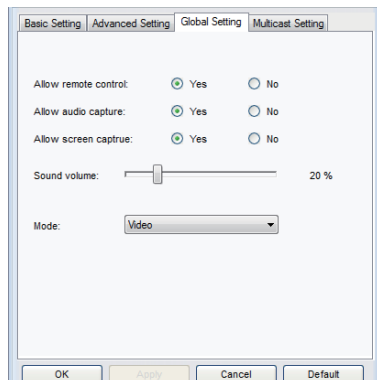 Basic Setting Advanced Setting Global Setting Multicast Setting
Allow remote control: Yes No
Allow audio capture: Yes No
Allow screen captrue: Yes No
Sound volume: 20 %
Mode: Video
OK Apply Cancel Default